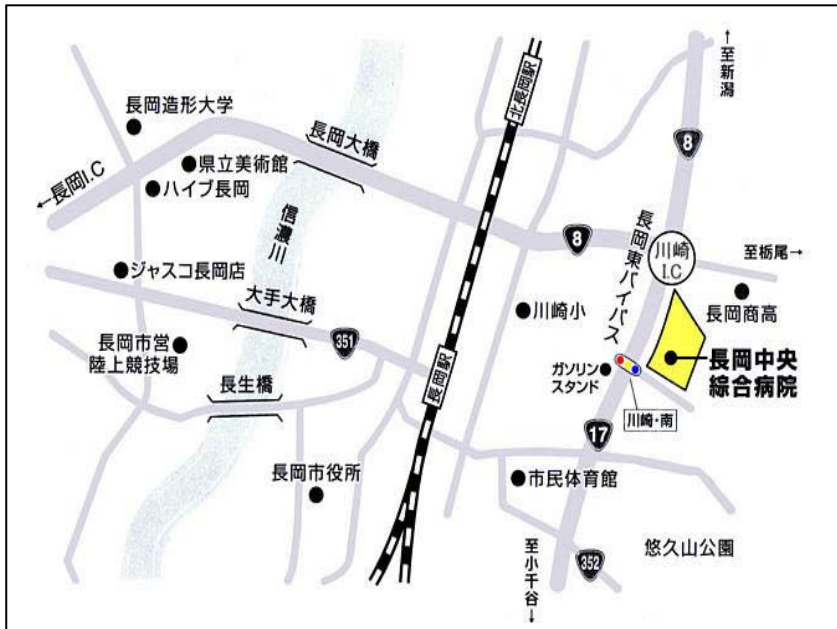 ↑至新潟
北長岡駅
長岡造形大学
長岡大橋
8
県立美術館
←長岡I.C
ハイブ長岡
信濃川
長岡東バイパス
8
川崎
I.C
至栃尾→
ジャスコ長岡店
大手大橋
川崎小
長岡商高
351
長岡市営
陸上競技場
長岡駅
ガソリン
スタンド
長岡中央
綜合病院
長生橋
川崎・南
17
長岡市役所
市民体育館
悠久山公園
至小千谷↓
352